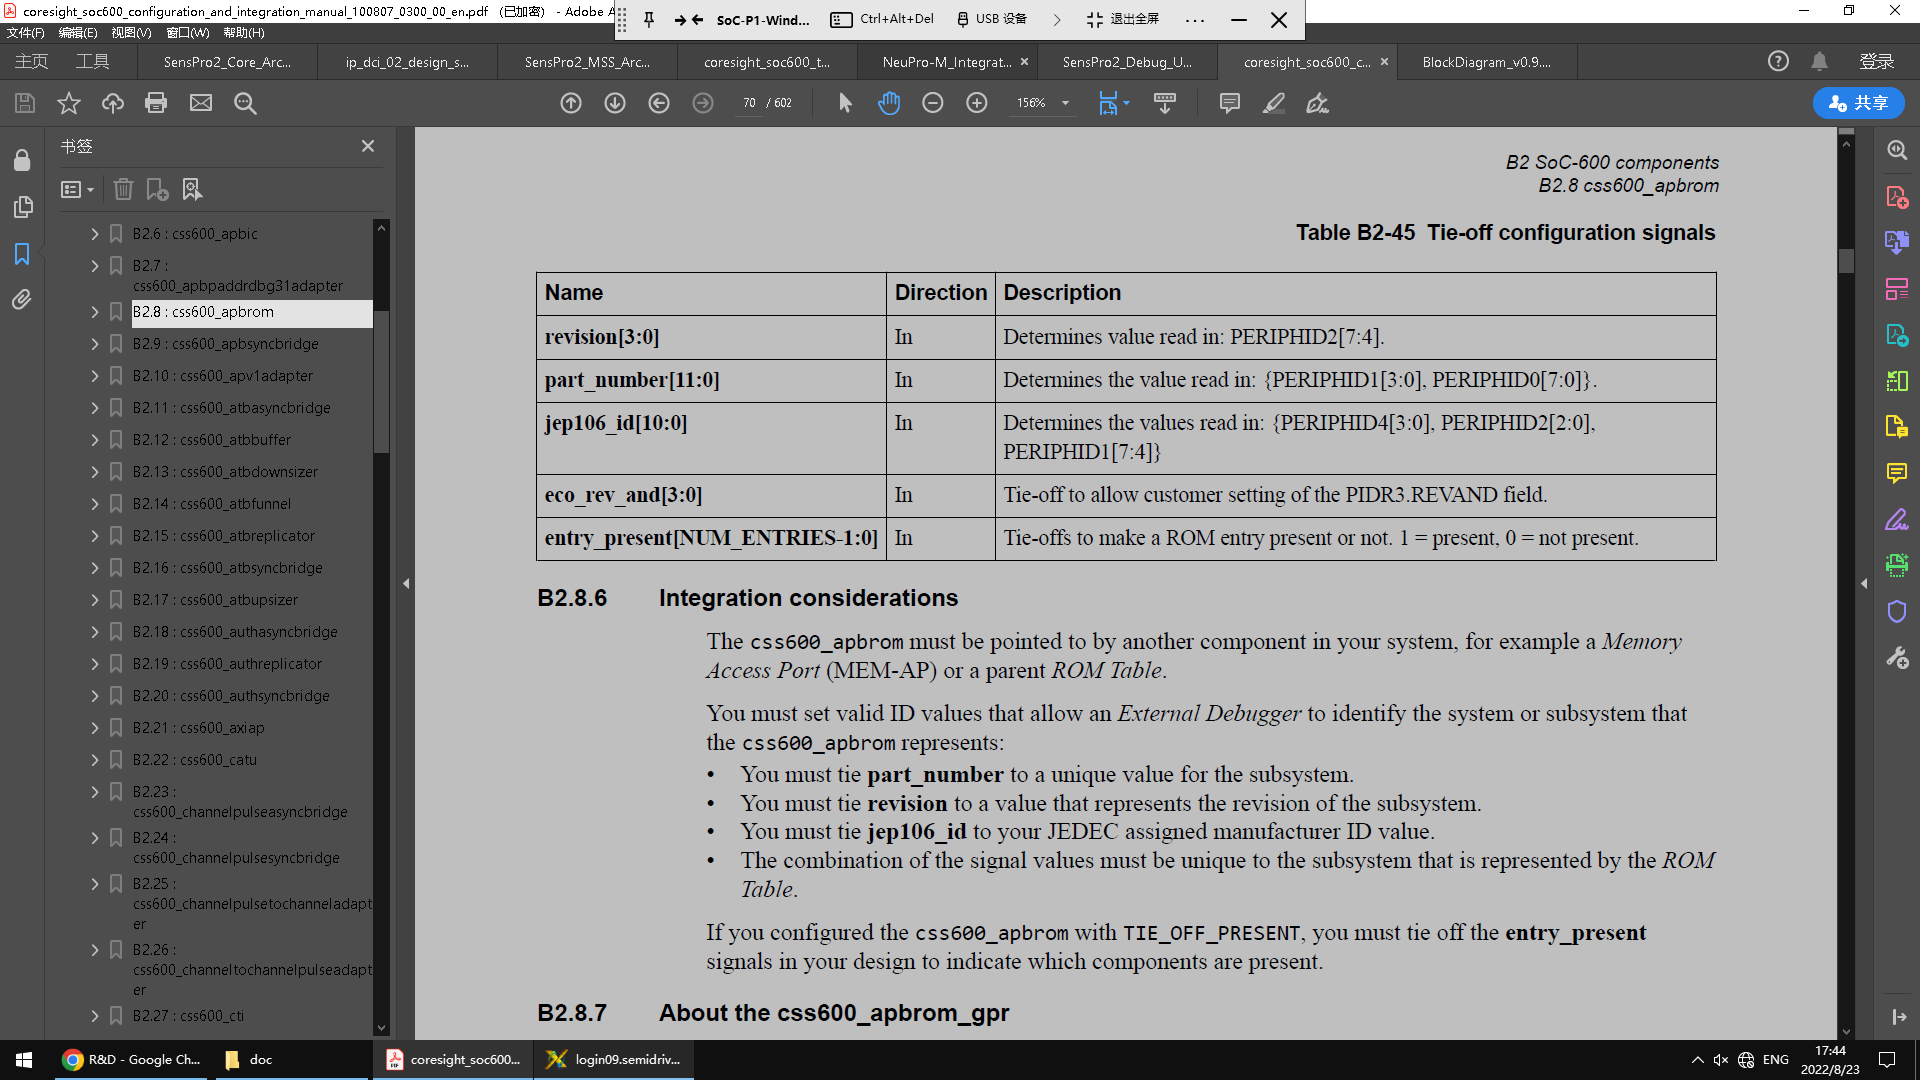 coresight_soc600_configuration_and_integration_manual_100807_0300_00_en.pdf （已加密） - Adobe A
SoC-P1-Wind...
Ctrl+Alt+Del
USB 设备
退出全屏
文件(F) 编辑(E) 视图(V) 窗口(W) 帮助(H)
主页
工具
SensPro2_Core_Arc...
ip_dci_02_design_s...
SensPro2_MSS_Arc...
coresight_soc600_t...
NeuPro-M_Integrat...
SensPro2_Debug_U...
coresight_soc600_c...
BlockDiagram_v0.9....
登录
70 / 602
156%
共享
书签
B2.6 : css600_apbic
B2.7 :
css600_apbpaddrdbg31adapter
B2.8 : css600_apbrom
B2.9 : css600_apbsyncbridge
B2.10 : css600_apv1adapter
B2.11 : css600_atbasyncbridge
B2.12 : css600_atbbuffer
B2.13 : css600_atbdownsizer
B2.14 : css600_atbfunnel
B2.15 : css600_atbreplicator
B2.16 : css600_atbsyncbridge
B2.17 : css600_atbupsizer
B2.18 : css600_authasyncbridge
B2.19 : css600_authreplicator
B2.20 : css600_authsyncbridge
B2.21 : css600_axiap
B2.22 : css600_catu
B2.23 :
css600_channelpulseasyncbridge
B2.24 :
css600_channelpulsesyncbridge
B2.25 :
css600_channelpulsetochanneladapt
er
B2.26 :
css600_channeltochannelpulseadapt
er
B2.27 : css600_cti
B2 SoC-600 components
B2.8 css600_apbrom
Table B2-45 Tie-off configuration signals
Name Direction Description
revision[3:0] In Determines value read in: PERIPHID2[7:4].
part_number[11:0] In Determines the value read in: {PERIPHID1[3:0], PERIPHID0[7:0]}.
jep106_id[10:0] In Determines the values read in: {PERIPHID4[3:0], PERIPHID2[2:0],
PERIPHID1[7:4]}
eco_rev_and[3:0] In Tie-off to allow customer setting of the PIDR3.REVAND field.
entry_present[NUM_ENTRIES-1:0] In Tie-offs to make a ROM entry present or not. 1 = present, 0 = not present.
B2.8.6 Integration considerations
The css600_apbrom must be pointed to by another component in your system, for example a Memory
Access Port (MEM-AP) or a parent ROM Table.
You must set valid ID values that allow an External Debugger to identify the system or subsystem that
the css600_apbrom represents:
• You must tie part_number to a unique value for the subsystem.
• You must tie revision to a value that represents the revision of the subsystem.
• You must tie jep106_id to your JEDEC assigned manufacturer ID value.
• The combination of the signal values must be unique to the subsystem that is represented by the ROM
Table.
If you configured the css600_apbrom with TIE_OFF_PRESENT, you must tie off the entry_present
signals in your design to indicate which components are present.
B2.8.7 About the css600_apbrom_gpr
R&D - Google Ch...
doc
coresight_soc600...
login09.semidriv...
ENG
17:44
2022/8/23